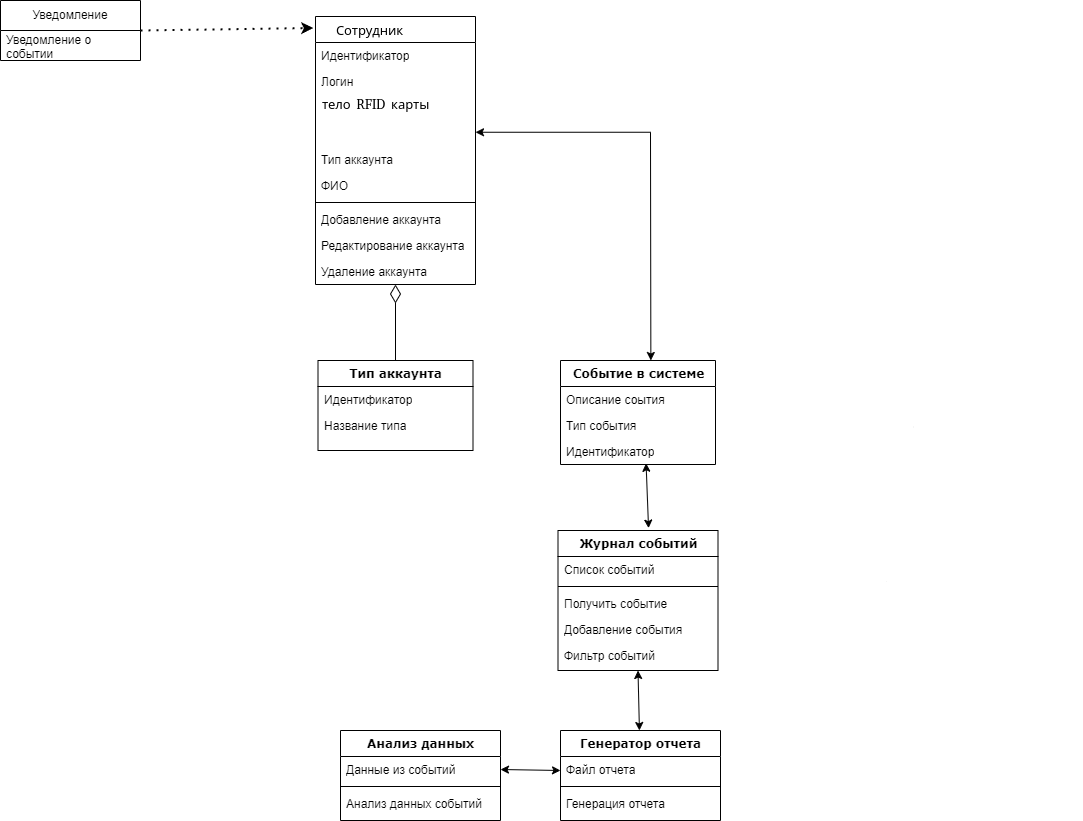 Уведомление
Уведомление о
событии
Сотрудник
Идентификатор
Логин
тело RFID карты
Тип аккаунта
ФИО
Добавление аккаунта
Редактирование аккаунта
Удаление аккаунта
Тип аккаунта
Идентификатор
Название типа
Событие в системе
Описание соытия
Тип события
Идентификатор
Журнал событий
Список событий
Получить событие
Добавление события
Фильтр событий
Анализ данных
Данные из событий
Анализ данных событий
Генератор отчета
Файл отчета
Генерация отчета